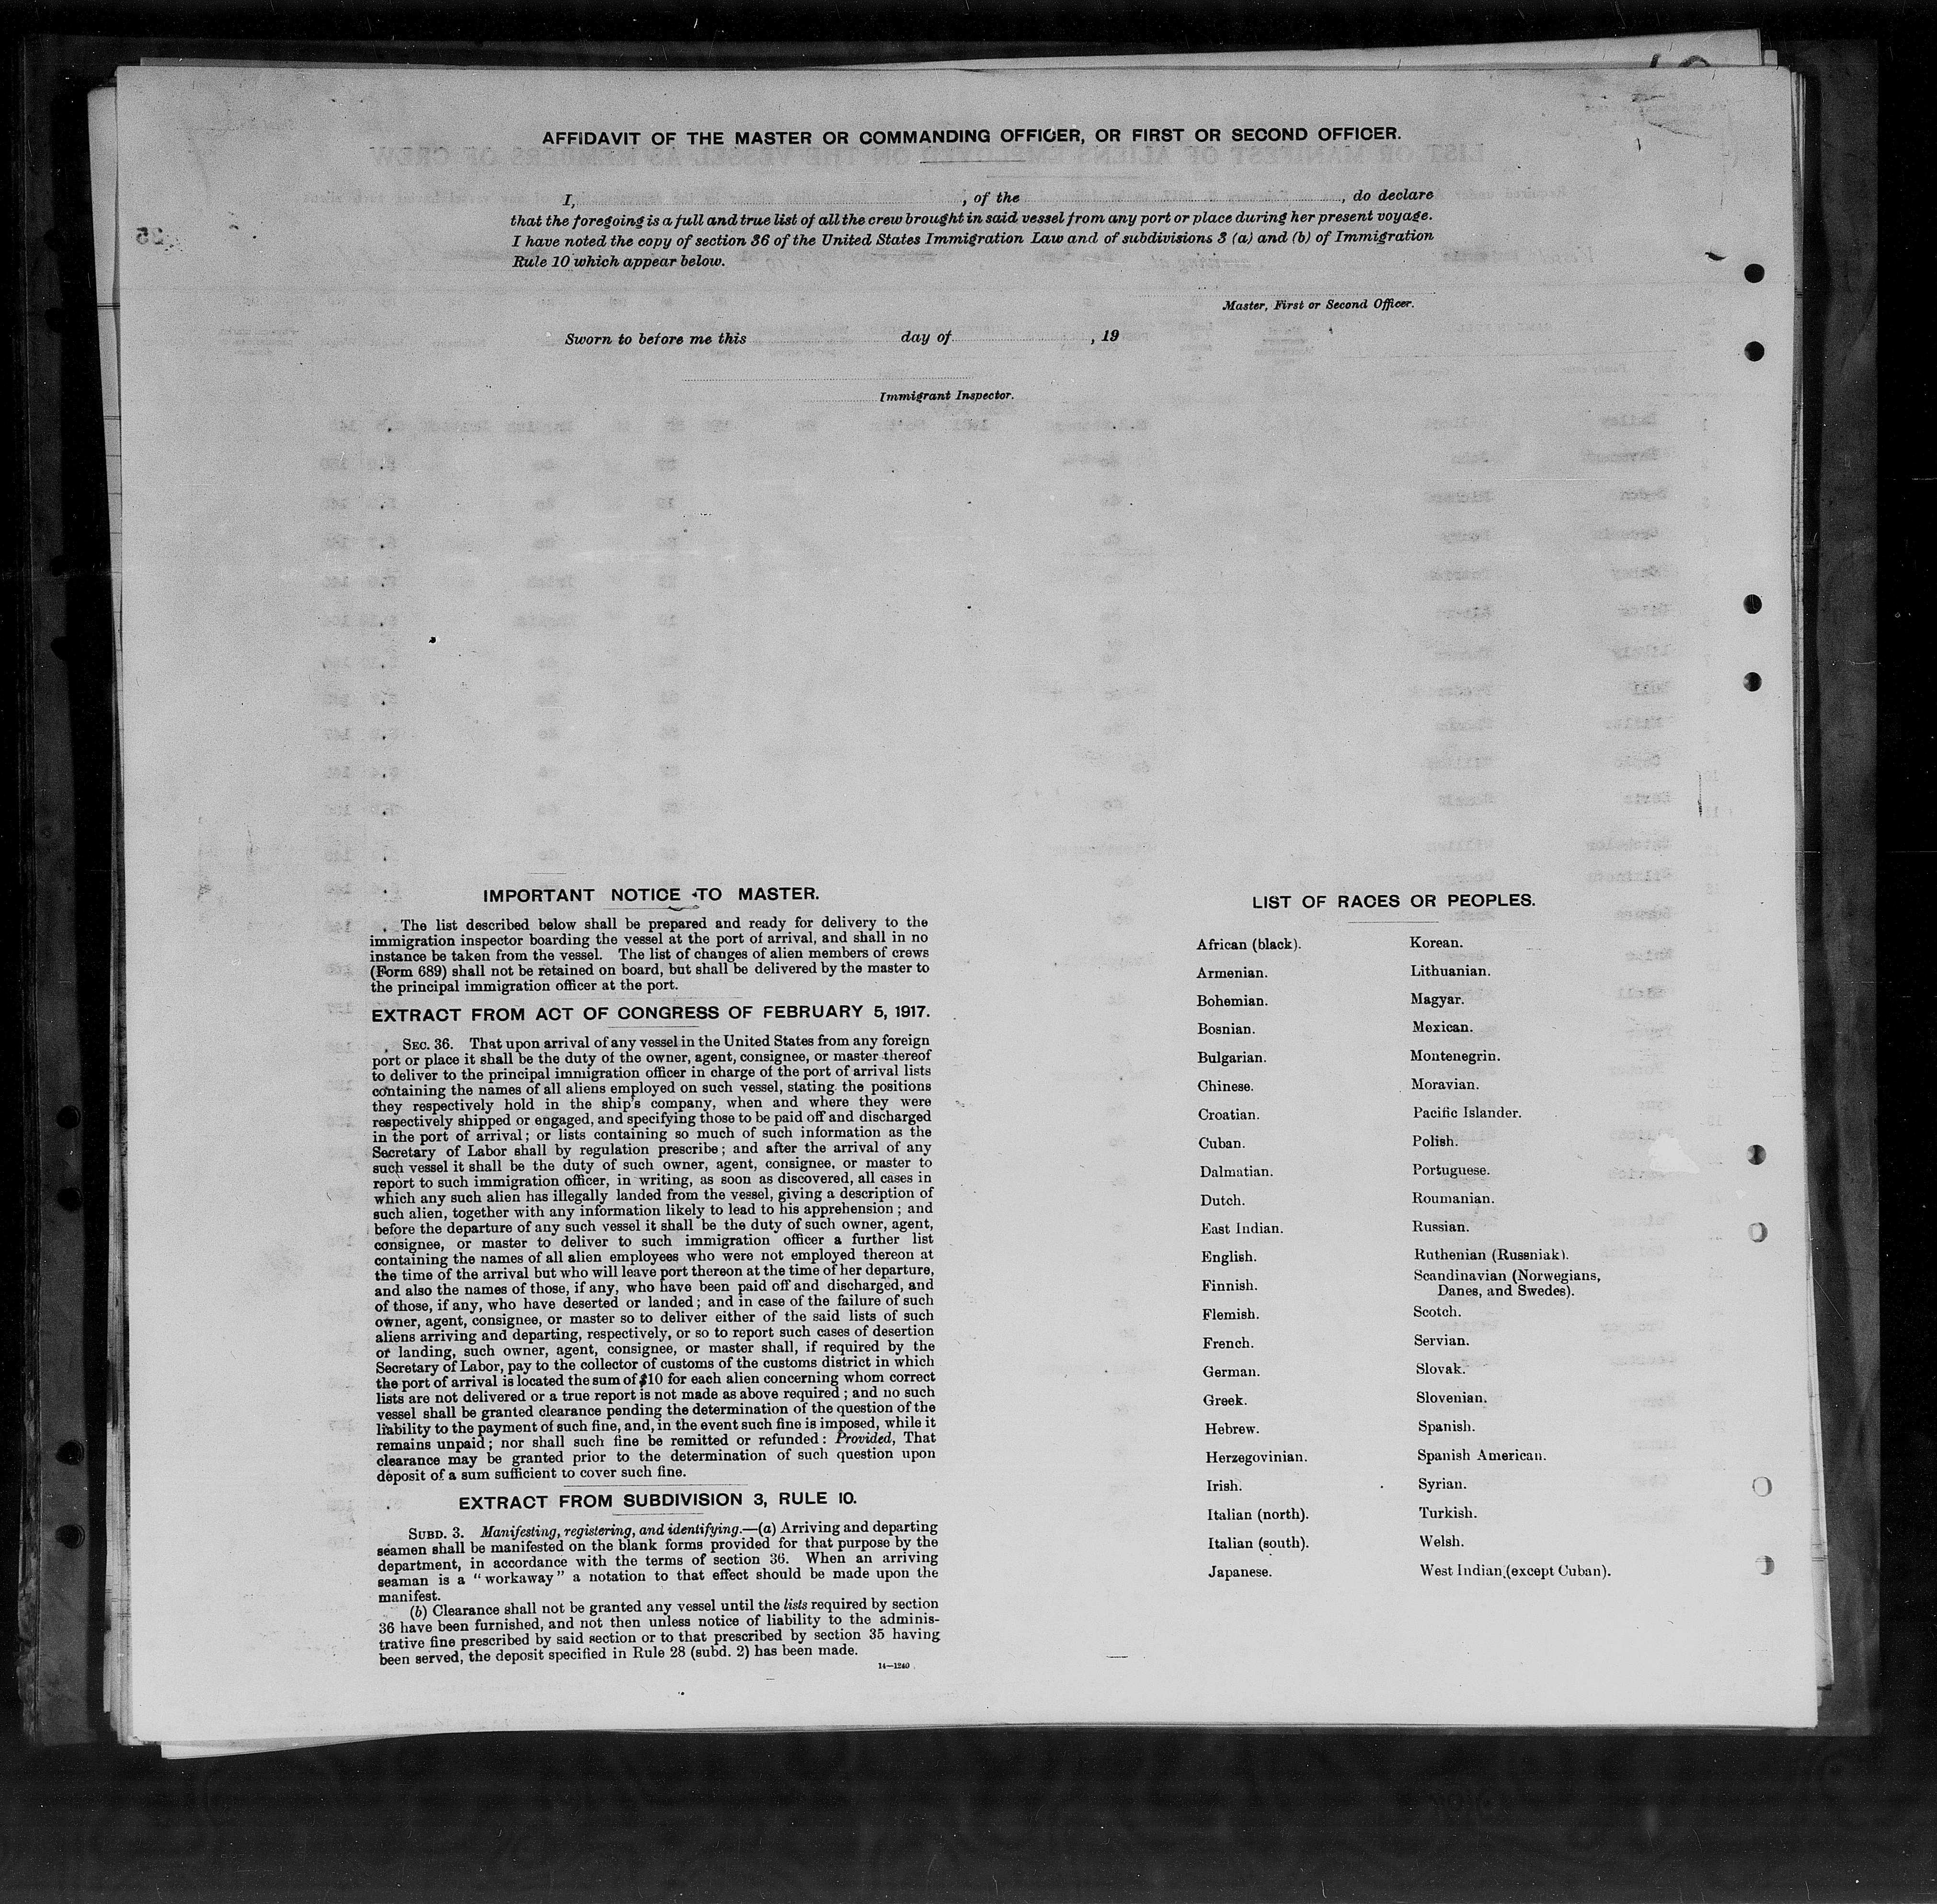 AFFIDAVIT OF THE MASTER OR COMMANDING OFFICER, OR FIRST OR SECOND OFFICER.
I, , of the , do declare
that the foregoing is a full and true list of all the crew brought in said vessel from any port or place during her present voyage.
I have noted the copy of section 36 of the United States Immigration Law and of subdivisions 3 (a) and (b) of Immigration
Rule 10 which appear below.
Master, First or Second Officer.
Sworn to before me this day of , 19
Immigrant Inspector.
IMPORTANT NOTICE TO MASTER.
The list described below shall be prepared and ready for delivery to the
immigration inspector boarding the vessel at the port of arrival, and shall in no
instance be taken from the vessel. The list of changes of alien members of crews
(Form 689) shall not be retained on board, but shall be delivered by the master to
the principal immigration officer at the port.
EXTRACT FROM ACT OF CONGRESS OF FEBRUARY 5, 1917.
SEC. 36. That upon arrival of any vessel in the United States from any foreign
port or place it shall be the duty of the owner, agent, consignee, or master thereof
to deliver to the principal immigration officer in charge of the port of arrival lists
containing the names of all aliens employed on such vessel, stating the positions
they respectively hold in the ship's company, when and where they were
respectively shipped or engaged, and specifying those to be paid off and discharged
in the port of arrival; or lists containing so much of such information as the
Secretary of Labor shall by regulation prescribe; and after the arrival of any
such vessel it shall be the duty of such owner, agent, consignee, or master to
report to such immigration officer, in writing, as soon as discovered, all cases in
which any such alien has illegally landed from the vessel, giving a description of
such alien, together with any information likely to lead to his apprehension; and
before the departure of any such vessel it shall be the duty of such owner, agent,
consignee, or master to deliver to such immigration officer a further list
containing the names of all alien employees who were not employed thereon at
the time of the arrival but who will leave port thereon at the time of her departure,
and also the names of those, if any, who have been paid off and discharged, and
of those, if any, who have deserted or landed; and in case of the failure of such
owner, agent, consignee, or master so to deliver either of the said lists of such
aliens arriving and departing, respectively, or so to report such cases of desertion
or landing, such owner, agent, consignee, or master shall, if required by the
Secretary of Labor, pay to the collector of customs of the customs district in which
the port of arrival is located the sum of $10 for each alien concerning whom correct
lists are not delivered or a true report is not made as above required; and no such
vessel shall be granted clearance pending the determination of the question of the
liability to the payment of such fine, and, in the event such fine is imposed, while it
remains unpaid; nor shall such fine be remitted or refunded: Provided, That
clearance may be granted prior to the determination of such question upon
deposit of a sum sufficient to cover such fine.
EXTRACT FROM SUBDIVISION 3, RULE 10.
SUBD. 3. Manifesting, registering, and identifying.—(a) Arriving and departing
seamen shall be manifested on the blank forms provided for that purpose by the
department, in accordance with the terms of section 36. When an arriving
seaman is a "workaway" a notation to that effect should be made upon the
manifest.
(b) Clearance shall not be granted any vessel until the lists required by section
36 have been furnished, and not then unless notice of liability to the adminis-
trative fine prescribed by said section or to that prescribed by section 35 having
been served, the deposit specified in Rule 28 (subd. 2) has been made.
14—1240
LIST OF RACES OR PEOPLES.
African (black).
Armenian.
Bohemian.
Bosnian.
Bulgarian.
Chinese.
Croatian.
Cuban.
Dalmatian.
Dutch.
East Indian.
English.
Finnish.
Flemish.
French.
German.
Greek.
Hebrew.
Herzegovinian.
Irish.
Italian (north).
Italian (south).
Japanese.
Korean.
Lithuanian.
Magyar.
Mexican.
Montenegrin.
Moravian.
Pacific Islander.
Polish.
Portuguese.
Roumanian.
Russian.
Ruthenian (Russniak).
Scandinavian (Norwegians,
Danes, and Swedes).
Scotch.
Servian.
Slovak.
Slovenian.
Spanish.
Spanish American.
Syrian.
Turkish.
Welsh.
West Indian (except Cuban).